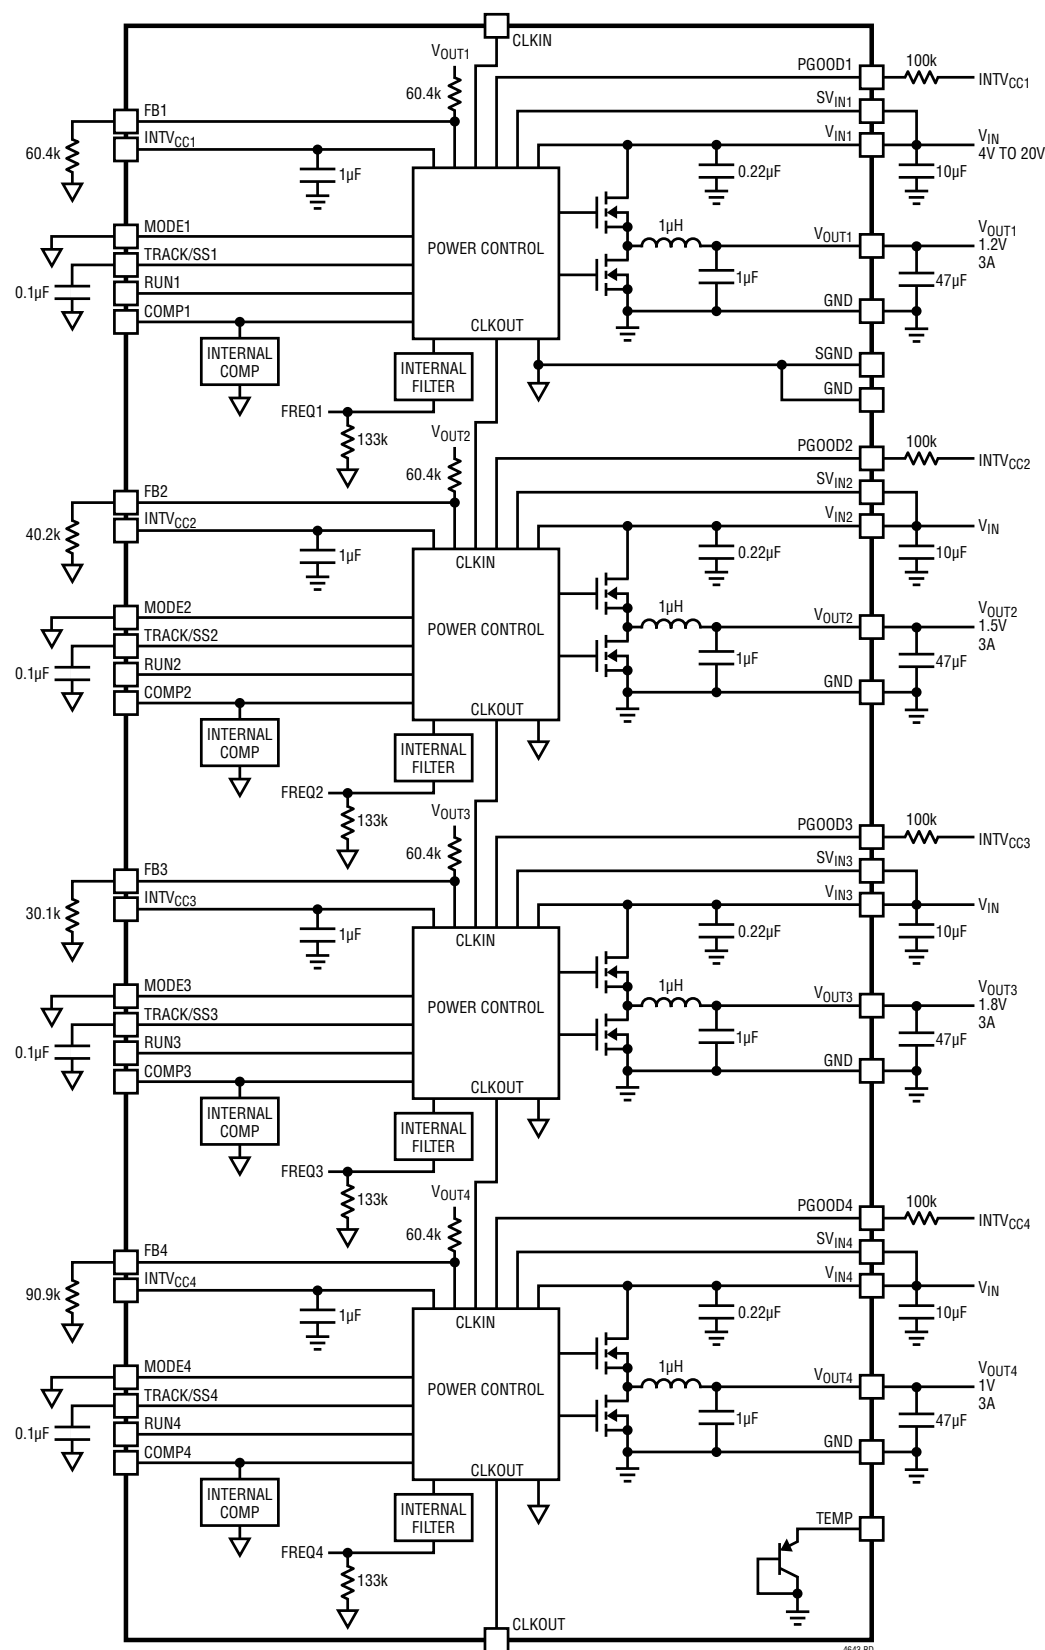 CLKIN
VOUT1
60.4k
PGOOD1
100k
INTVCC1
SVIN1
VIN1
VIN
4V TO 20V
FB1
INTVCC1
60.4k
1µF
0.22µF
10µF
MODE1
TRACK/SS1
RUN1
COMP1
0.1µF
POWER CONTROL
1µH
VOUT1
VOUT1
1.2V
3A
1µF
47µF
GND
CLKOUT
INTERNAL
COMP
INTERNAL
FILTER
SGND
GND
FREQ1
133k
VOUT2
60.4k
PGOOD2
100k
INTVCC2
SVIN2
VIN2
VIN
FB2
INTVCC2
40.2k
1µF
CLKIN
0.22µF
10µF
MODE2
TRACK/SS2
RUN2
COMP2
0.1µF
POWER CONTROL
1µH
VOUT2
VOUT2
1.5V
3A
1µF
47µF
GND
CLKOUT
INTERNAL
COMP
INTERNAL
FILTER
FREQ2
133k
VOUT3
60.4k
PGOOD3
100k
INTVCC3
SVIN3
VIN3
VIN
FB3
INTVCC3
30.1k
1µF
CLKIN
0.22µF
10µF
MODE3
TRACK/SS3
RUN3
COMP3
0.1µF
POWER CONTROL
1µH
VOUT3
VOUT3
1.8V
3A
1µF
47µF
GND
CLKOUT
INTERNAL
COMP
INTERNAL
FILTER
FREQ3
133k
VOUT4
60.4k
PGOOD4
100k
INTVCC4
SVIN4
VIN4
VIN
FB4
INTVCC4
90.9k
1µF
CLKIN
0.22µF
10µF
MODE4
TRACK/SS4
RUN4
COMP4
0.1µF
POWER CONTROL
1µH
VOUT4
VOUT4
1V
3A
1µF
47µF
GND
CLKOUT
INTERNAL
COMP
INTERNAL
FILTER
FREQ4
133k
TEMP
CLKOUT
4643 BD